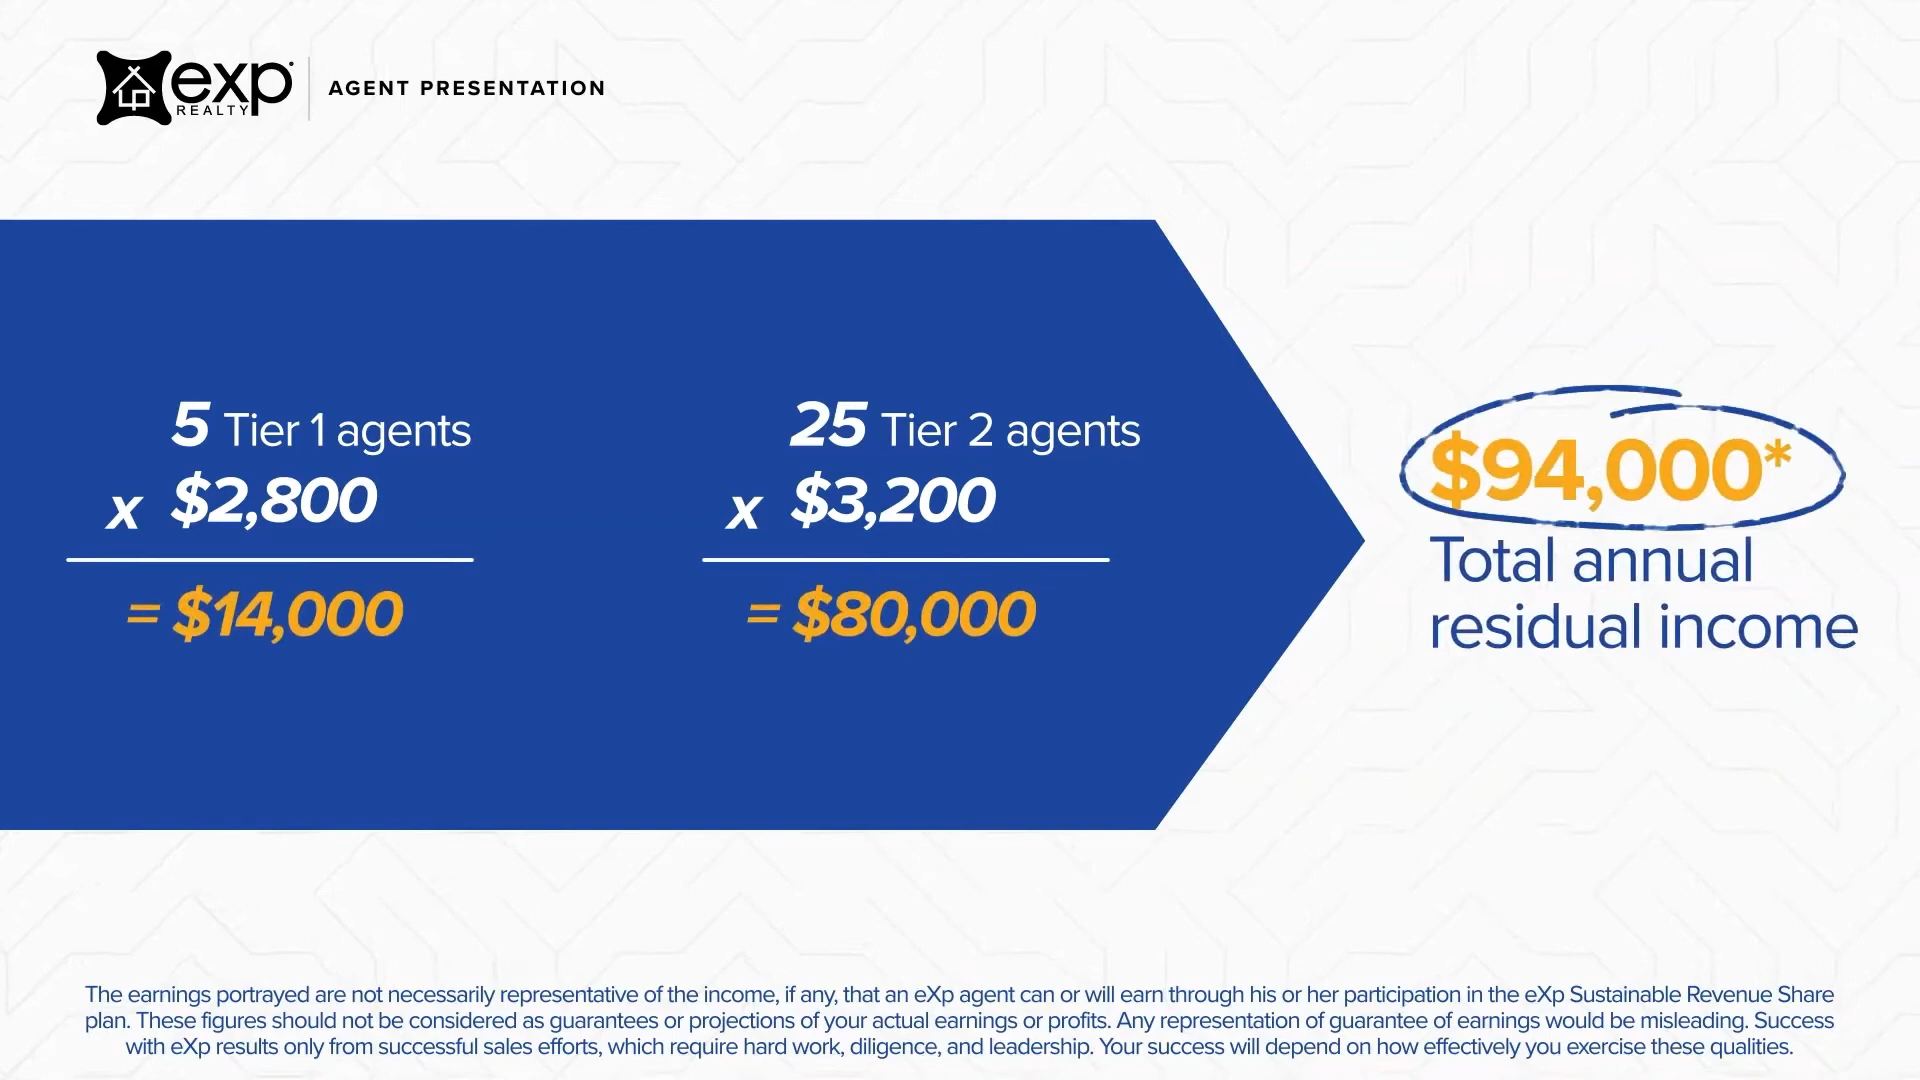 exp
REALTY
AGENT PRESENTATION
5 Tier 1 agents
x $2,800
= $14,000
25 Tier 2 agents
x $3,200
= $80,000
$94,000*
Total annual
residual income
The earnings portrayed are not necessarily representative of the income, if any, that an eXp agent can or will earn through his or her participation in the eXp Sustainable Revenue Share
plan. These figures should not be considered as guarantees or projections of your actual earnings or profits. Any representation of guarantee of earnings would be misleading. Success
with eXp results only from successful sales efforts, which require hard work, diligence, and leadership. Your success will depend on how effectively you exercise these qualities.